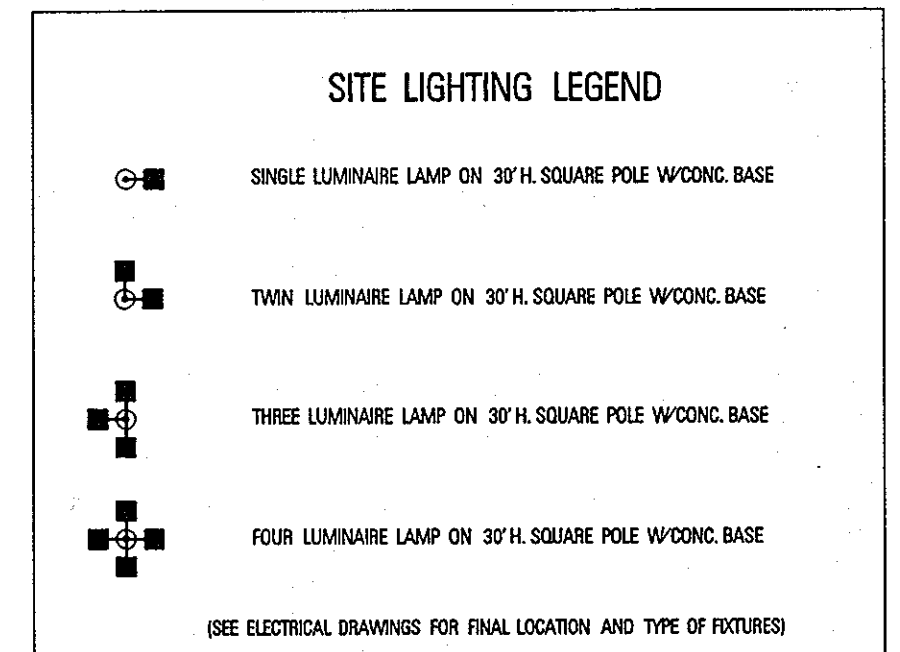 SITE LIGHTING LEGEND
SINGLE LUMINAIRE LAMP ON 30' H. SQUARE POLE W/CONC. BASE
TWIN LUMINAIRE LAMP ON 30' H. SQUARE POLE W/CONC. BASE
THREE LUMINAIRE LAMP ON 30' H. SQUARE POLE W/CONC. BASE
FOUR LUMINAIRE LAMP ON 30' H. SQUARE POLE W/CONC. BASE
(SEE ELECTRICAL DRAWINGS FOR FINAL LOCATION AND TYPE OF FIXTURES)